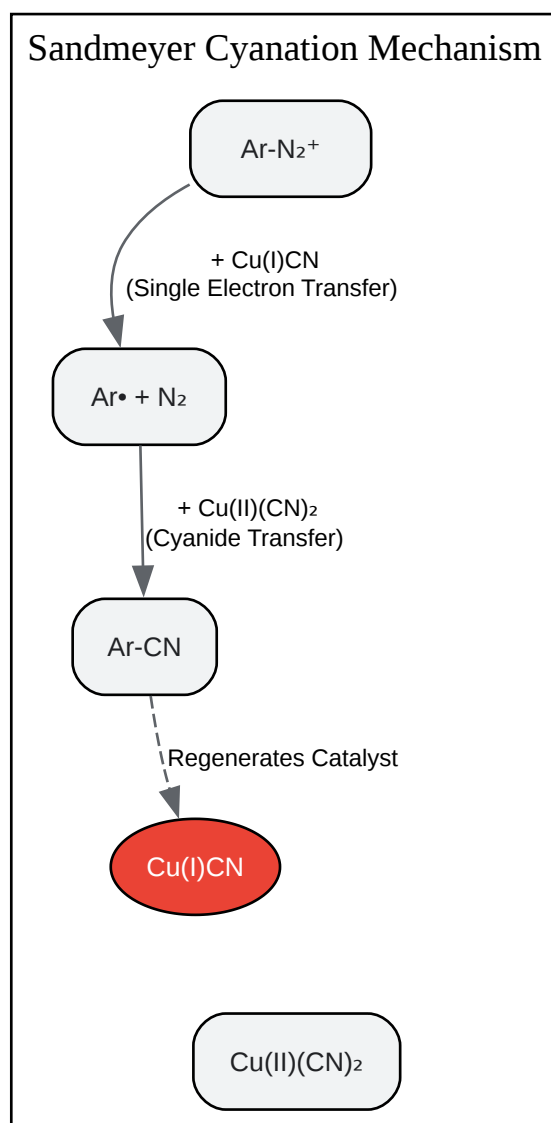 Sandmeyer Cyanation Mechanism
Ar-N₂⁺
+ Cu(I)CN
(Single Electron Transfer)
Ar• + N₂
+ Cu(II)(CN)₂
(Cyanide Transfer)
Ar-CN
Regenerates Catalyst
Cu(I)CN
Cu(II)(CN)₂